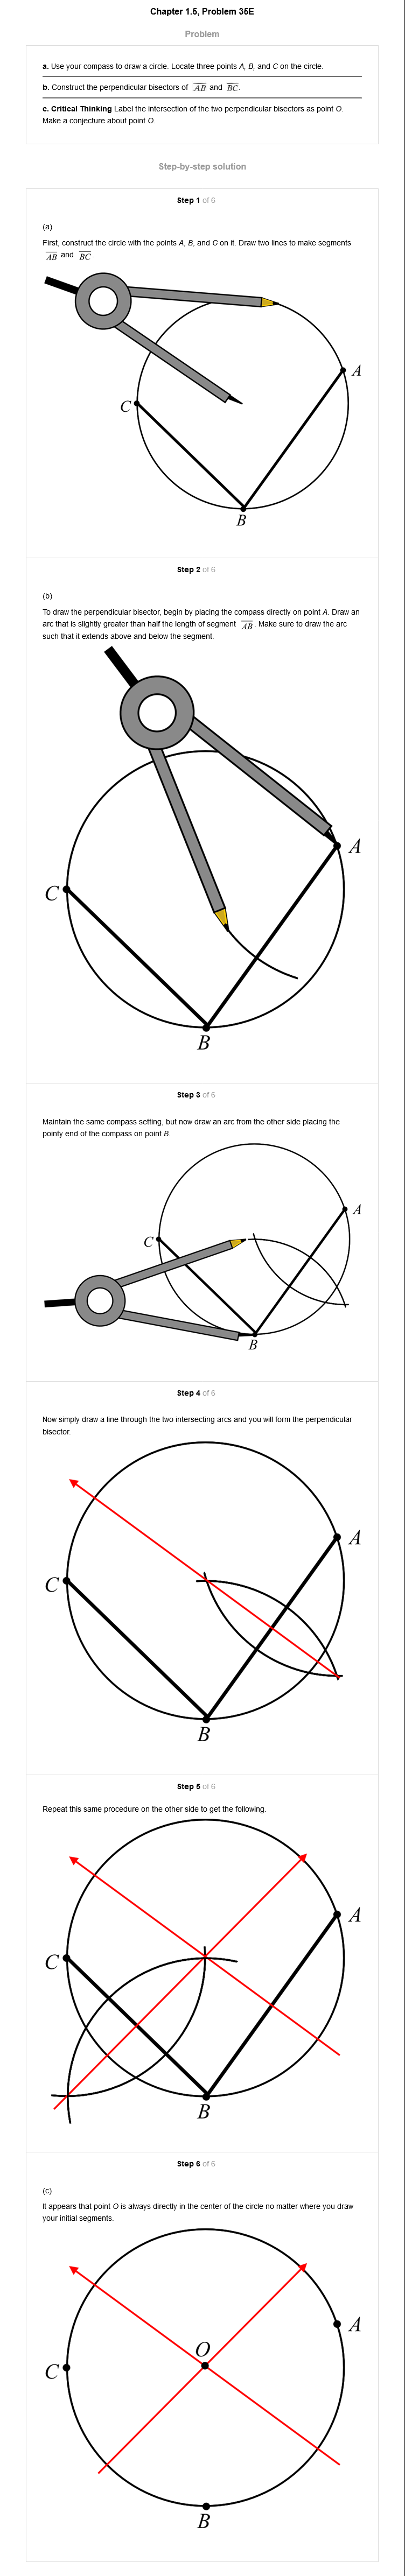 Chapter 1.5, Problem 35E
Problem
a. Use your compass to draw a circle. Locate three points A, B, and C on the circle.
b. Construct the perpendicular bisectors of AB and BC.
c. Critical Thinking Label the intersection of the two perpendicular bisectors as point O.
Make a conjecture about point O.
Step-by-step solution
Step 1 of 6
(a)
First, construct the circle with the points A, B, and C on it. Draw two lines to make segments
AB and BC.
A
C
B
Step 2 of 6
(b)
To draw the perpendicular bisector, begin by placing the compass directly on point A. Draw an
arc that is slightly greater than half the length of segment AB. Make sure to draw the arc
such that it extends above and below the segment.
A
C
B
Step 3 of 6
Maintain the same compass setting, but now draw an arc from the other side placing the
pointy end of the compass on point B.
A
C
B
Step 4 of 6
Now simply draw a line through the two intersecting arcs and you will form the perpendicular
bisector.
A
C
B
Step 5 of 6
Repeat this same procedure on the other side to get the following.
A
C
B
Step 6 of 6
(c)
It appears that point O is always directly in the center of the circle no matter where you draw
your initial segments.
A
O
C
B